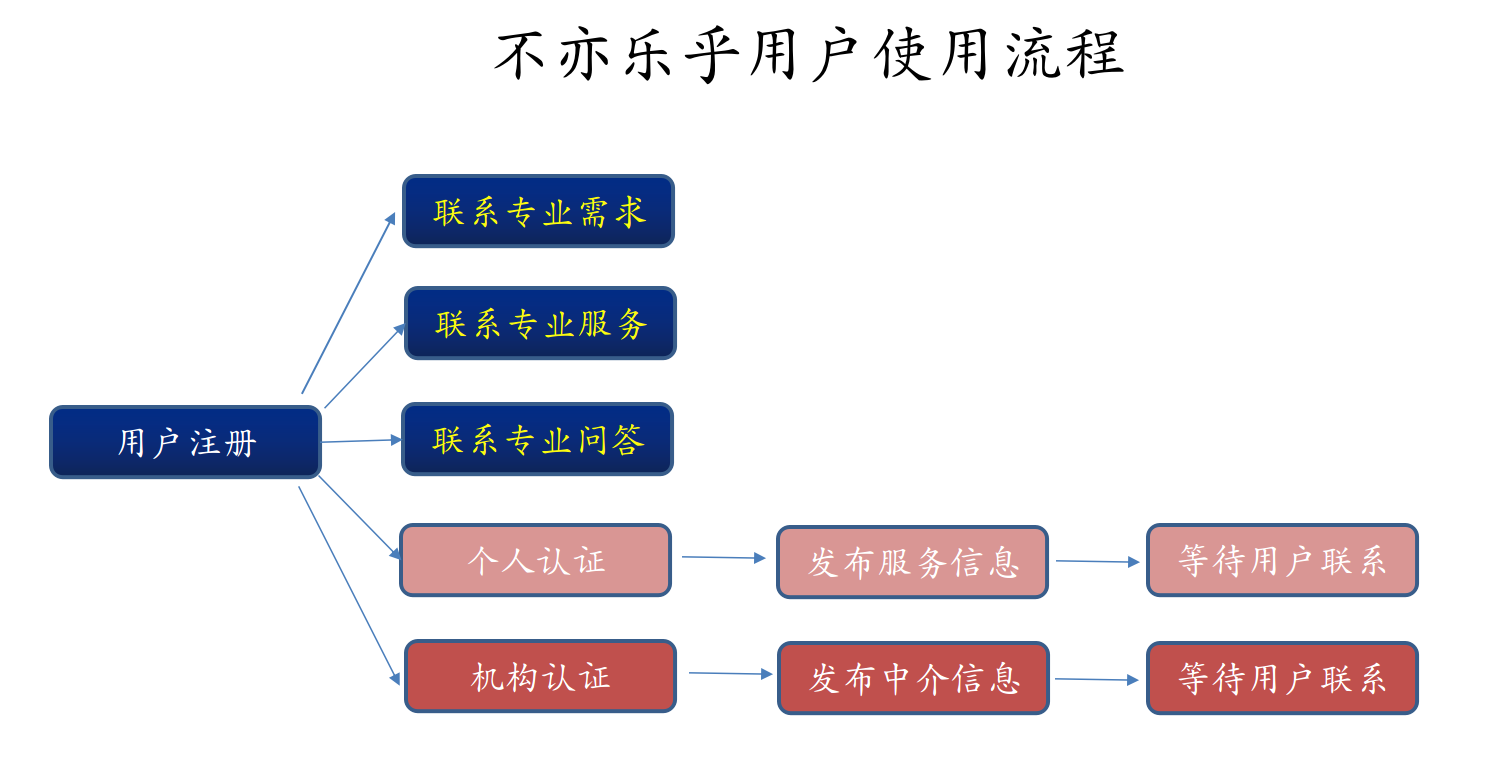 不亦乐乎用户使用流程
联系专业需求
联系专业服务
用户注册
联系专业问答
个人认证
发布服务信息
等待用户联系
机构认证
发布中介信息
等待用户联系